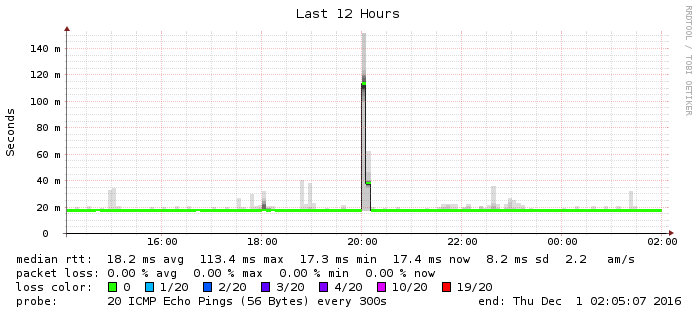 Last 12 Hours
RRDTOOL / TOBI OETIKER
Seconds
140 m
120 m
100 m
80 m
60 m
40 m
20 m
0
16:00 18:00 20:00 22:00 00:00 02:00
median rtt: 18.2 ms avg 113.4 ms max 17.3 ms min 17.4 ms now 8.2 ms sd 2.2 am/s
packet loss: 0.00 % avg 0.00 % max 0.00 % min 0.00 % now
loss color: 0 1/20 2/20 3/20 4/20 10/20 19/20
probe: 20 ICMP Echo Pings (56 Bytes) every 300s end: Thu Dec 1 02:05:07 2016